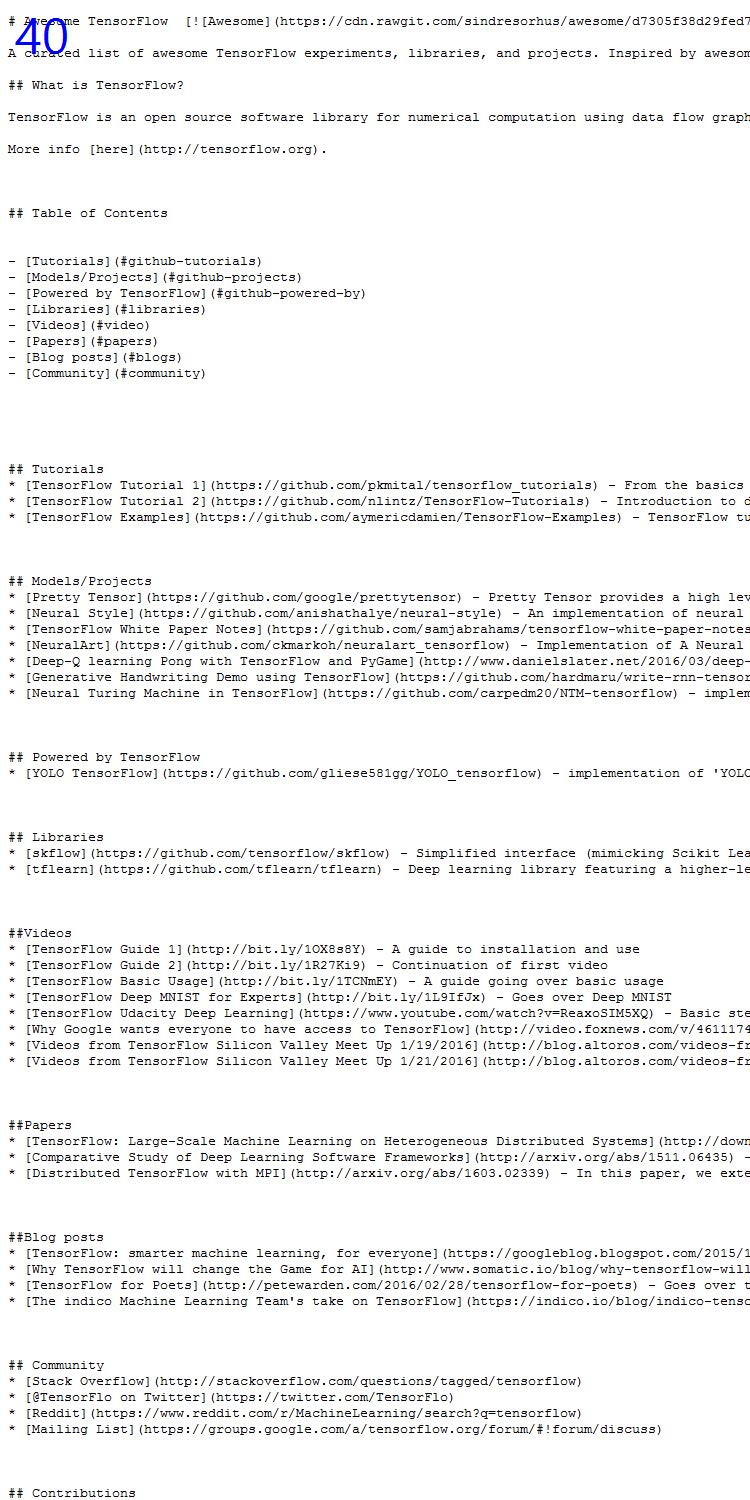 # Awesome TensorFlow  [![Awesome](https://cdn.rawgit.com/sindresorhus/awesome/d7305f38d29fed7
40
A curated list of awesome TensorFlow experiments, libraries, and projects. Inspired by awesom
## What is TensorFlow?
TensorFlow is an open source software library for numerical computation using data flow graph
More info [here](http://tensorflow.org).
## Table of Contents
- [Tutorials](#github-tutorials)
- [Models/Projects](#github-projects)
- [Powered by TensorFlow](#github-powered-by)
- [Libraries](#libraries)
- [Videos](#video)
- [Papers](#papers)
- [Blog posts](#blogs)
- [Community](#community)
## Tutorials
* [TensorFlow Tutorial 1](https://github.com/pkmital/tensorflow_tutorials) - From the basics
* [TensorFlow Tutorial 2](https://github.com/nlintz/TensorFlow-Tutorials) - Introduction to d
* [TensorFlow Examples](https://github.com/aymericdamien/TensorFlow-Examples) - TensorFlow tu
## Models/Projects
* [Pretty Tensor](https://github.com/google/prettytensor) - Pretty Tensor provides a high lev
* [Neural Style](https://github.com/anishathalye/neural-style) - An implementation of neural
* [TensorFlow White Paper Notes](https://github.com/samjabrahams/tensorflow-white-paper-notes
* [NeuralArt](https://github.com/ckmarkoh/neuralart_tensorflow) - Implementation of A Neural
* [Deep-Q learning Pong with TensorFlow and PyGame](http://www.danielslater.net/2016/03/deep-
* [Generative Handwriting Demo using TensorFlow](https://github.com/hardmaru/write-rnn-tensor
* [Neural Turing Machine in TensorFlow](https://github.com/carpedm20/NTM-tensorflow) - implem
## Powered by TensorFlow
* [YOLO TensorFlow](https://github.com/gliese581gg/YOLO_tensorflow) - implementation of 'YOLO
## Libraries
* [skflow](https://github.com/tensorflow/skflow) - Simplified interface (mimicking Scikit Lea
* [tflearn](https://github.com/tflearn/tflearn) - Deep learning library featuring a higher-le
##Videos
* [TensorFlow Guide 1](http://bit.ly/1OX8s8Y) - A guide to installation and use
* [TensorFlow Guide 2](http://bit.ly/1R27Ki9) - Continuation of first video
* [TensorFlow Basic Usage](http://bit.ly/1TCNmEY) - A guide going over basic usage
* [TensorFlow Deep MNIST for Experts](http://bit.ly/1L9IfJx) - Goes over Deep MNIST
* [TensorFlow Udacity Deep Learning](https://www.youtube.com/watch?v=ReaxoSIM5XQ) - Basic ste
* [Why Google wants everyone to have access to TensorFlow](http://video.foxnews.com/v/4611174
* [Videos from TensorFlow Silicon Valley Meet Up 1/19/2016](http://blog.altoros.com/videos-fr
* [Videos from TensorFlow Silicon Valley Meet Up 1/21/2016](http://blog.altoros.com/videos-fr
##Papers
* [TensorFlow: Large-Scale Machine Learning on Heterogeneous Distributed Systems](http://down
* [Comparative Study of Deep Learning Software Frameworks](http://arxiv.org/abs/1511.06435) -
* [Distributed TensorFlow with MPI](http://arxiv.org/abs/1603.02339) - In this paper, we exte
##Blog posts
* [TensorFlow: smarter machine learning, for everyone](https://googleblog.blogspot.com/2015/1
* [Why TensorFlow will change the Game for AI](http://www.somatic.io/blog/why-tensorflow-will
* [TensorFlow for Poets](http://petewarden.com/2016/02/28/tensorflow-for-poets) - Goes over t
* [The indico Machine Learning Team's take on TensorFlow](https://indico.io/blog/indico-tenso
## Community
* [Stack Overflow](http://stackoverflow.com/questions/tagged/tensorflow)
* [@TensorFlo on Twitter](https://twitter.com/TensorFlo)
* [Reddit](https://www.reddit.com/r/MachineLearning/search?q=tensorflow)
* [Mailing List](https://groups.google.com/a/tensorflow.org/forum/#!forum/discuss)
## Contributions